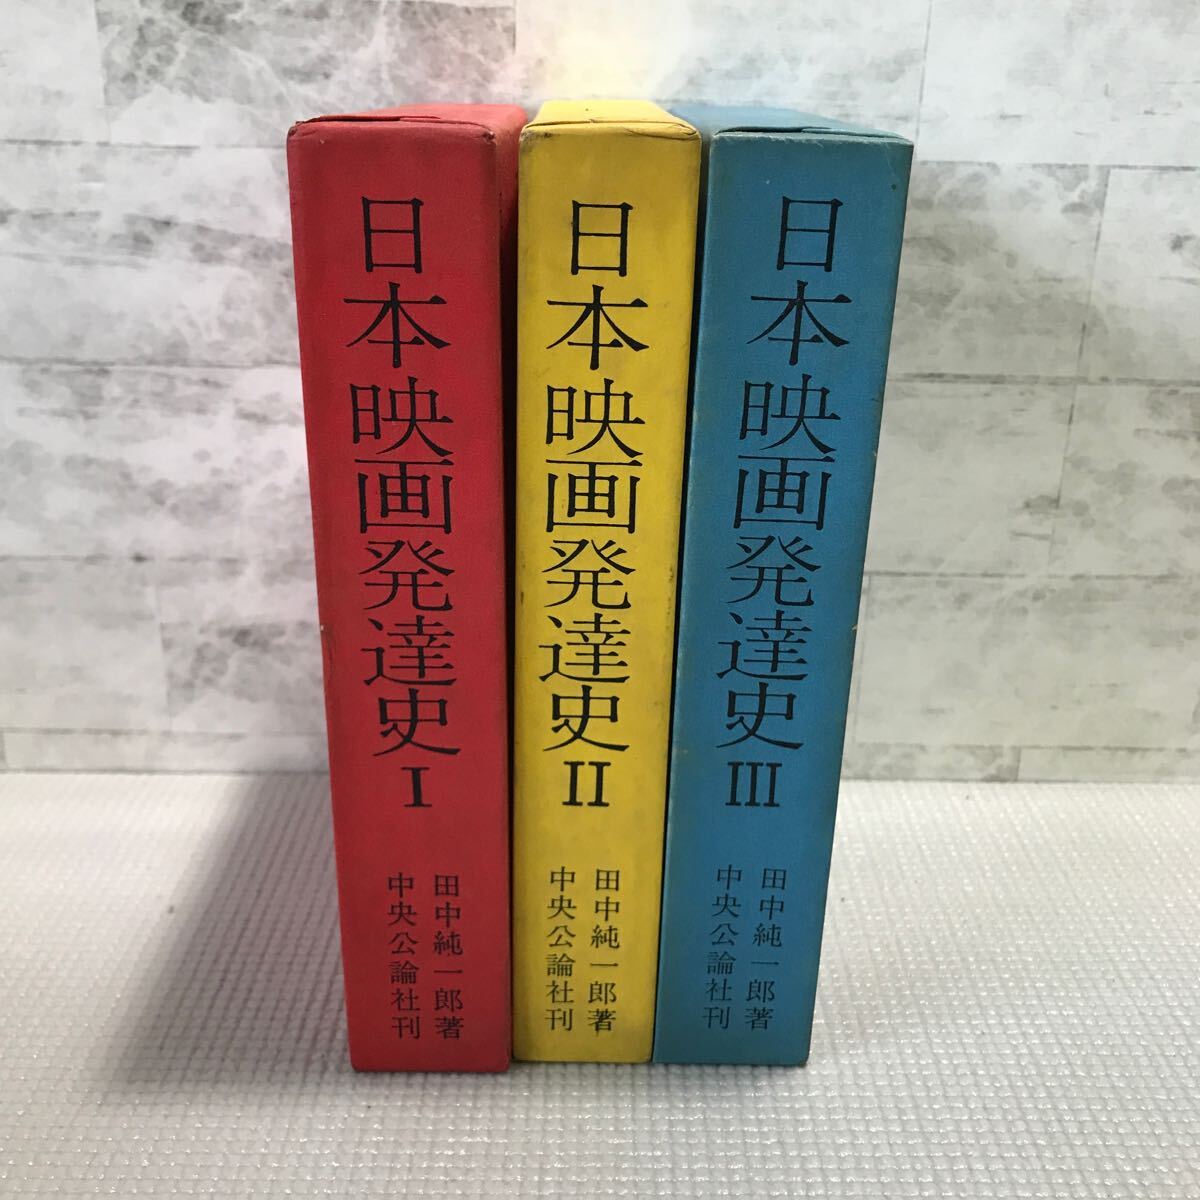 日本映画発達史 I
田中純一郎著
中央公論社刊
日本映画発達史 II
田中純一郎著
中央公論社刊
日本映画発達史 III
田中純一郎著
中央公論社刊